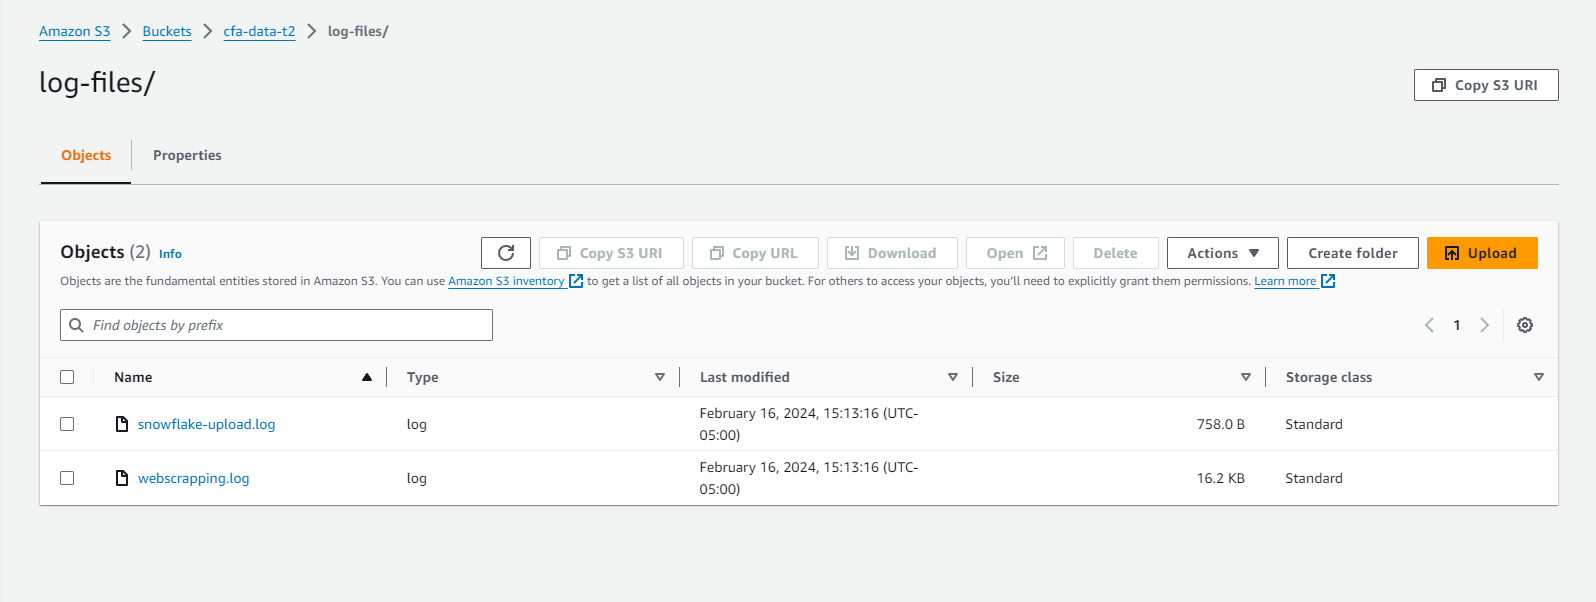 Amazon S3 > Buckets > cfa-data-t2 > log-files/
log-files/
Copy S3 URI
Objects
Properties
Objects (2) Info
Copy S3 URI
Copy URL
Download
Open
Delete
Actions
Create folder
Upload
Objects are the fundamental entities stored in Amazon S3. You can use Amazon S3 inventory to get a list of all objects in your bucket. For others to access your objects, you'll need to explicitly grant them permissions. Learn more
Find objects by prefix
1
Name Type Last modified Size Storage class
snowflake-upload.log log February 16, 2024, 15:13:16 (UTC-
05:00) 758.0 B Standard
webscrapping.log log February 16, 2024, 15:13:16 (UTC-
05:00) 16.2 KB Standard